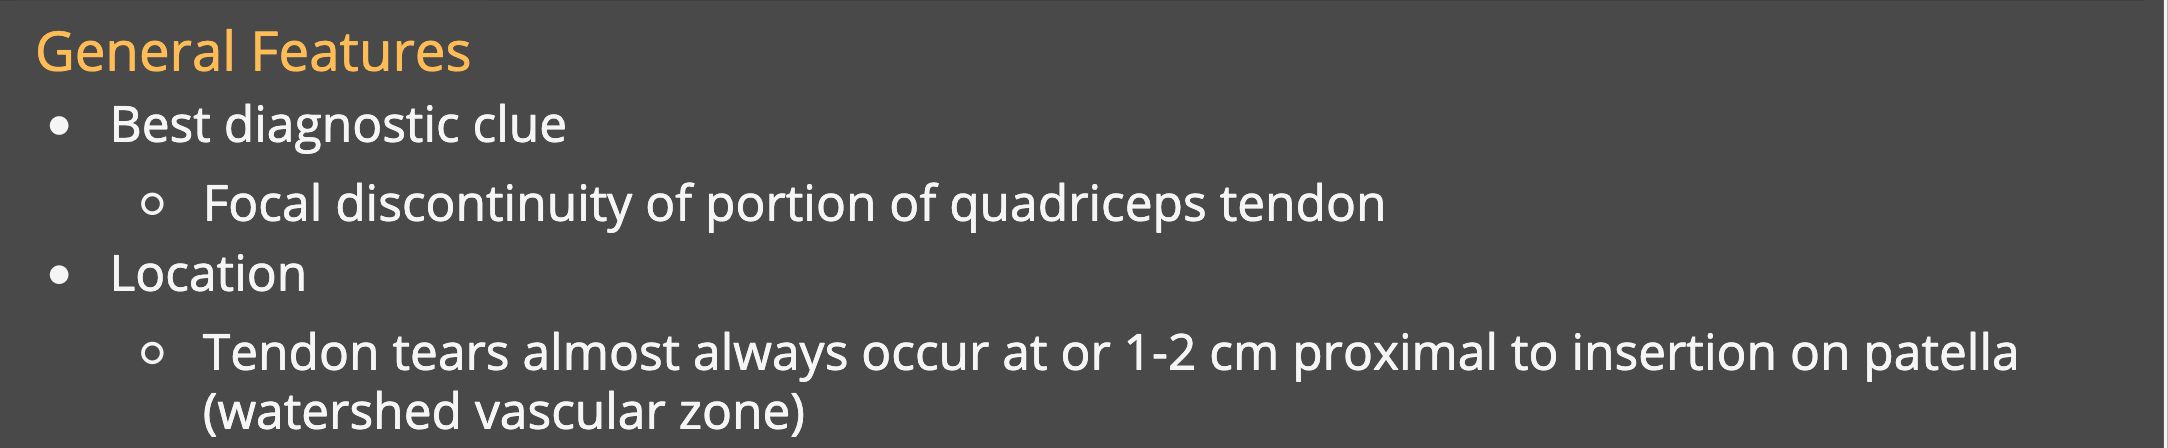 General Features
• Best diagnostic clue
○ Focal discontinuity of portion of quadriceps tendon
• Location
○ Tendon tears almost always occur at or 1-2 cm proximal to insertion on patella
(watershed vascular zone)